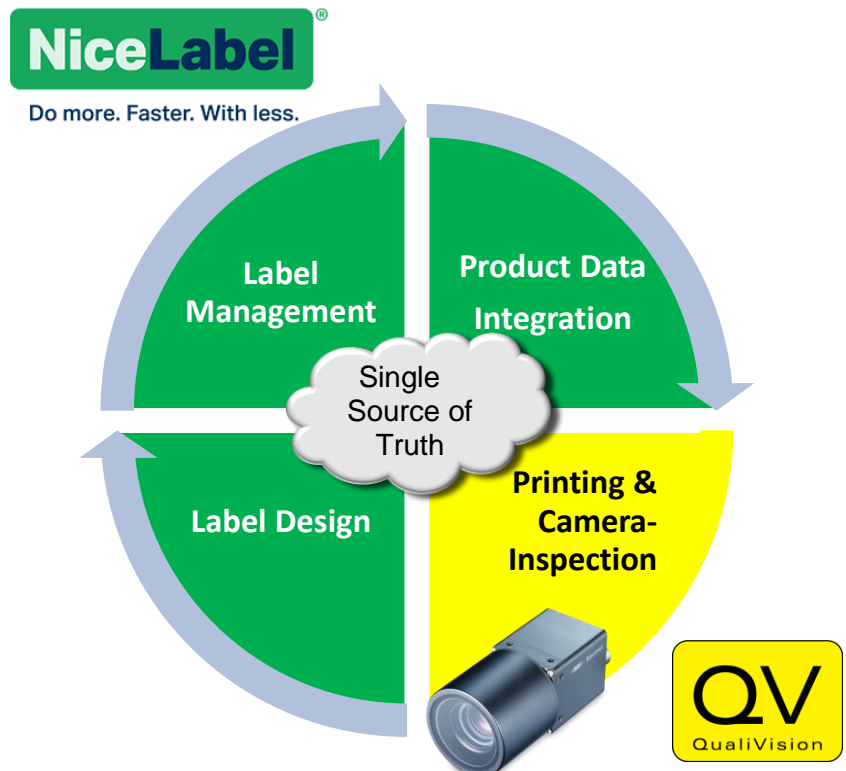 NiceLabel®
Do more. Faster. With less.
Label
Management
Product Data
Integration
Single
Source of
Truth
Label Design
Printing &
Camera-
Inspection
QV
QualiVision